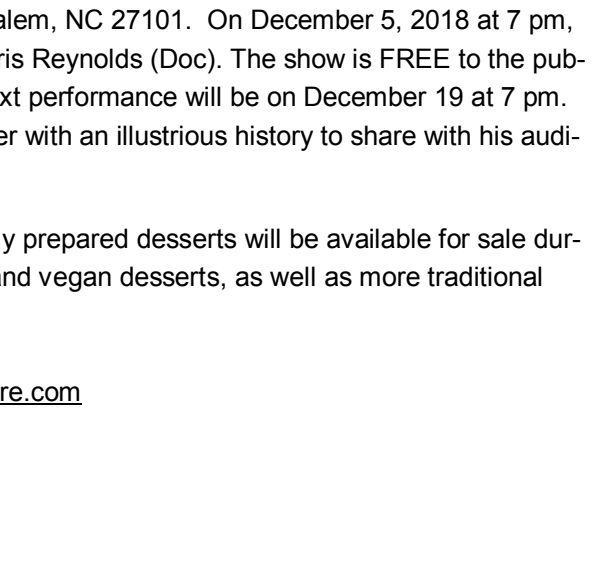 alem, NC 27101.  On December 5, 2018 at 7 pm,
ris Reynolds (Doc). The show is FREE to the pub-
xt performance will be on December 19 at 7 pm.
er with an illustrious history to share with his audi-
y prepared desserts will be available for sale dur-
and vegan desserts, as well as more traditional
re.com